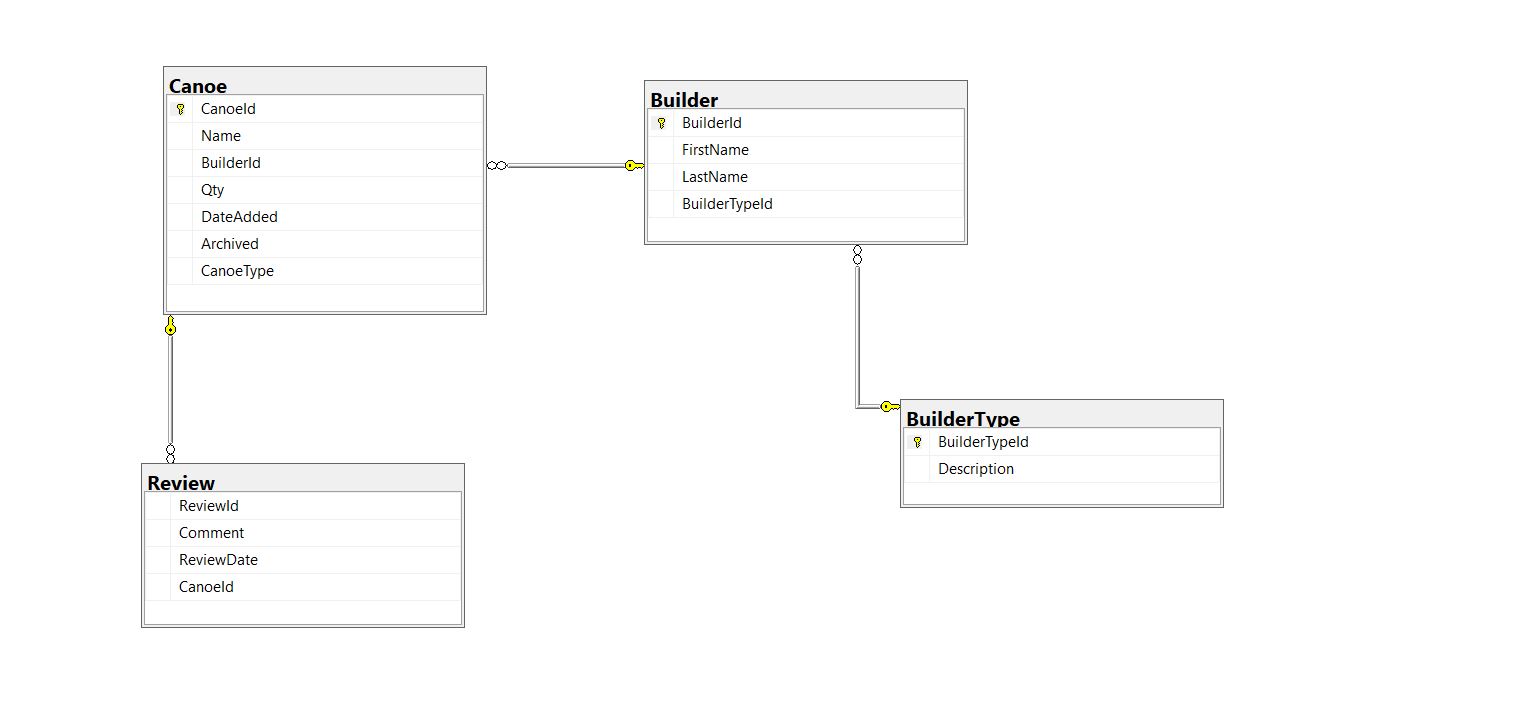 Canoe
CanoeId
Name
BuilderId
Qty
DateAdded
Archived
CanoeType
Builder
BuilderId
FirstName
LastName
BuilderTypeId
BuilderType
BuilderTypeId
Description
Review
ReviewId
Comment
ReviewDate
CanoeId